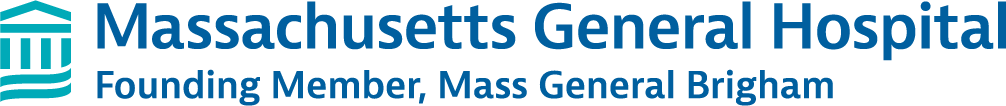 Massachusetts General Hospital
Founding Member, Mass General Brigham